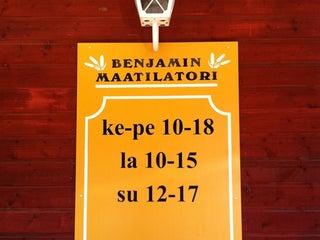 BENJAMIN
MAATILATORI
ke-pe 10-18
la 10-15
su 12-17